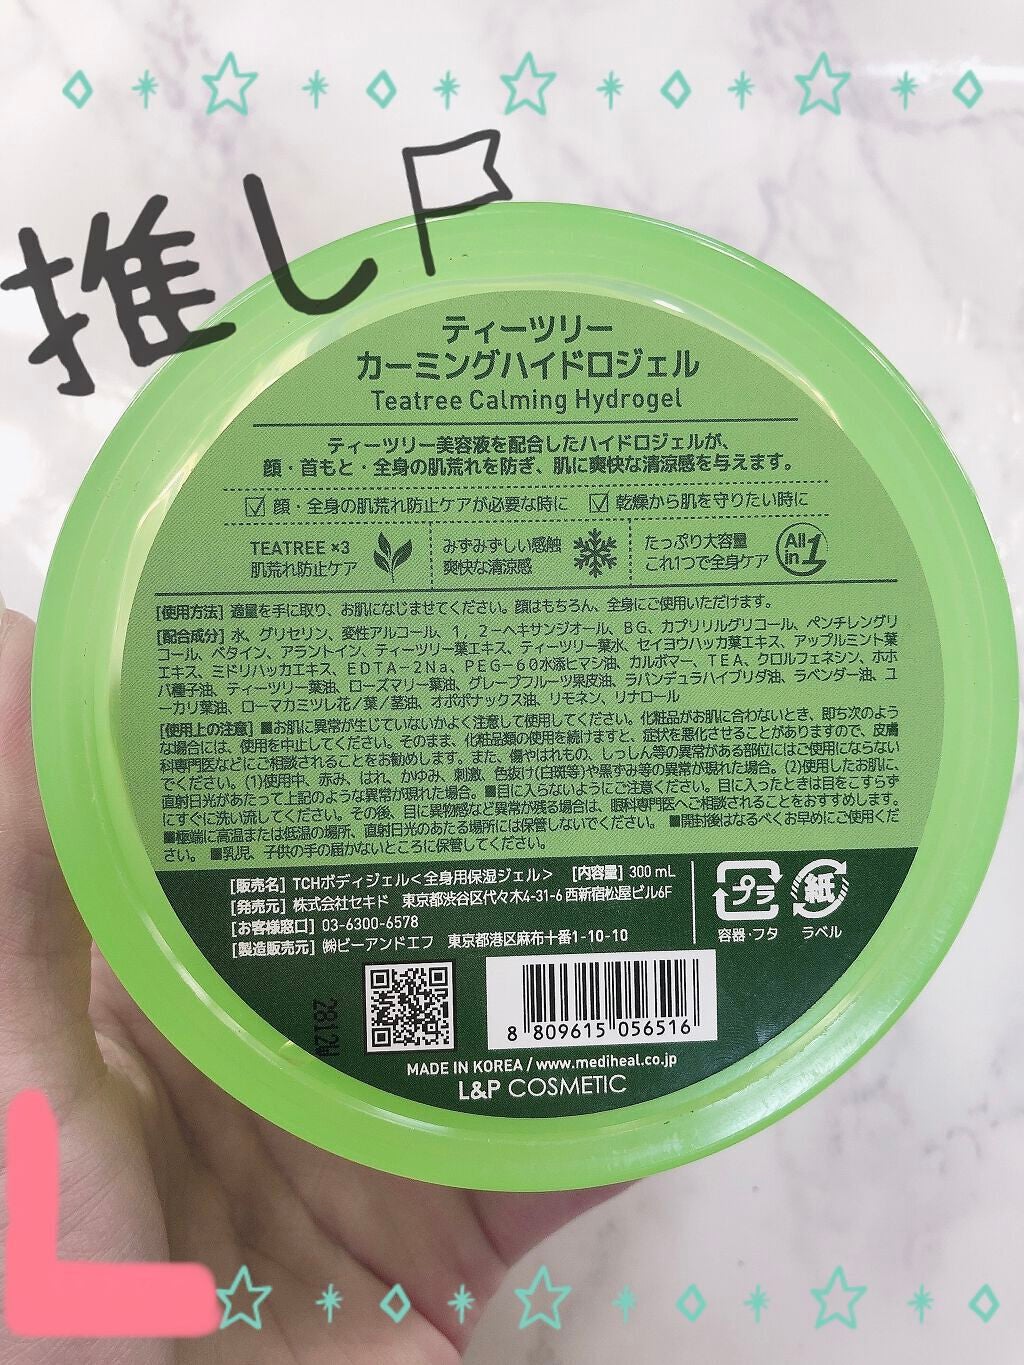 推しP
ティーツリー
カーミングハイドロジェル
Teatree Calming Hydrogel
ティーツリー美容液を配合したハイドロジェルが、
顔・首もと・全身の肌荒れを防ぎ、肌に爽快な清涼感を与えます。
顔・全身の肌荒れ防止ケアが必要な時に 乾燥から肌を守りたい時に
TEATREE ×3
肌荒れ防止ケア
みずみずしい感触
爽快な清涼感
たっぷり大容量
これ1つで全身ケア
All in 1
[使用方法] 適量を手に取り、お肌になじませてください。顔はもちろん、全身にご使用いただけます。
[配合成分] 水、グリセリン、変性アルコール、1，2－ヘキサンジオール、BG、カプリリルグリコール、ペンチレングリ
コール、ベタイン、アラントイン、ティーツリー葉エキス、ティーツリー葉水、セイヨウハッカ葉エキス、アップルミント葉
エキス、ミドリハッカエキス、EDTA－2Na、PEG－60水添ヒマシ油、カルボマー、TEA、クロルフェネシン、ホホ
バ種子油、ティーツリー葉油、ローズマリー葉油、グレープフルーツ果皮油、ラバンデュラハイブリダ油、ラベンダー油、ユ
ーカリ葉油、ローマカミツレ花／葉／茎油、オポポナックス油、リモネン、リナロール
[使用上の注意] ■お肌に異常が生じていないかよく注意して使用してください。化粧品がお肌に合わないとき、即ち次のよう
な場合には、使用を中止してください。そのまま、化粧品類の使用を続けますと、症状を悪化させることがありますので、皮膚
科専門医などにご相談されることをお勧めします。また、傷やはれもの、しっしん等の異常がある部位にはご使用にならない
でください。(1)使用中、赤み、はれ、かゆみ、刺激、色抜け(白斑等)や黒ずみ等の異常が現れた場合。(2)使用したお肌に、
直射日光があたって上記のような異常が現れた場合。■目に入らないようにご注意ください。目に入ったときは目をこすらず
にすぐに洗い流してください。その後、目に異物感など異常が残る場合は、眼科専門医へご相談されることをおすすめします。
■極端に高温または低温の場所、直射日光のあたる場所には保管しないでください。 ■開封後はなるべくお早めにご使用くだ
さい。 ■乳児、子供の手の届かないところに保管してください。
[販売名] TCHボディジェル＜全身用保湿ジェル＞ [内容量] 300 mL
[発売元] 株式会社セキド 東京都渋谷区代々木4-31-6 西新宿松屋ビル6F
[お客様窓口] 03-6300-6578
[製造販売元] ㈱ビーアンドエフ 東京都港区麻布十番1-10-10
プラ
容器・フタ
紙
ラベル
2812W
8 809615 056516
MADE IN KOREA / www.mediheal.co.jp
L&P COSMETIC
L